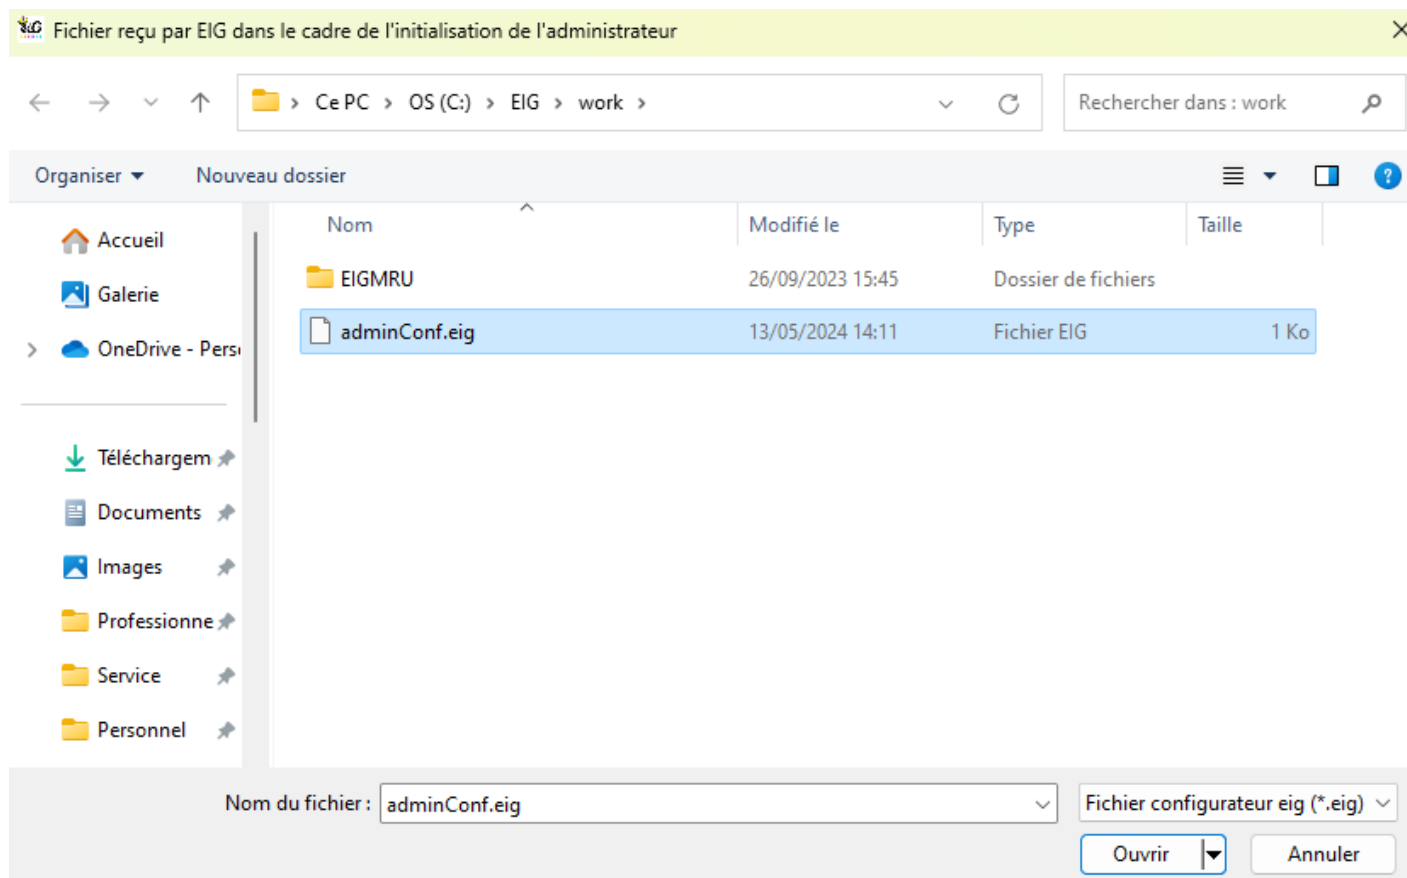 Fichier reçu par EIG dans le cadre de l'initialisation de l'administrateur
Ce PC > OS (C:) > EIG > work >
Rechercher dans : work
Organiser
Nouveau dossier
Nom
Modifié le
Type
Taille
EIGMRU
26/09/2023 15:45
Dossier de fichiers
adminConf.eig
13/05/2024 14:11
Fichier EIG
1 Ko
Accueil
Galerie
OneDrive - Pers
Téléchargem
Documents
Images
Professionne
Service
Personnel
Nom du fichier :
adminConf.eig
Fichier configurateur eig (*.eig)
Ouvrir
Annuler